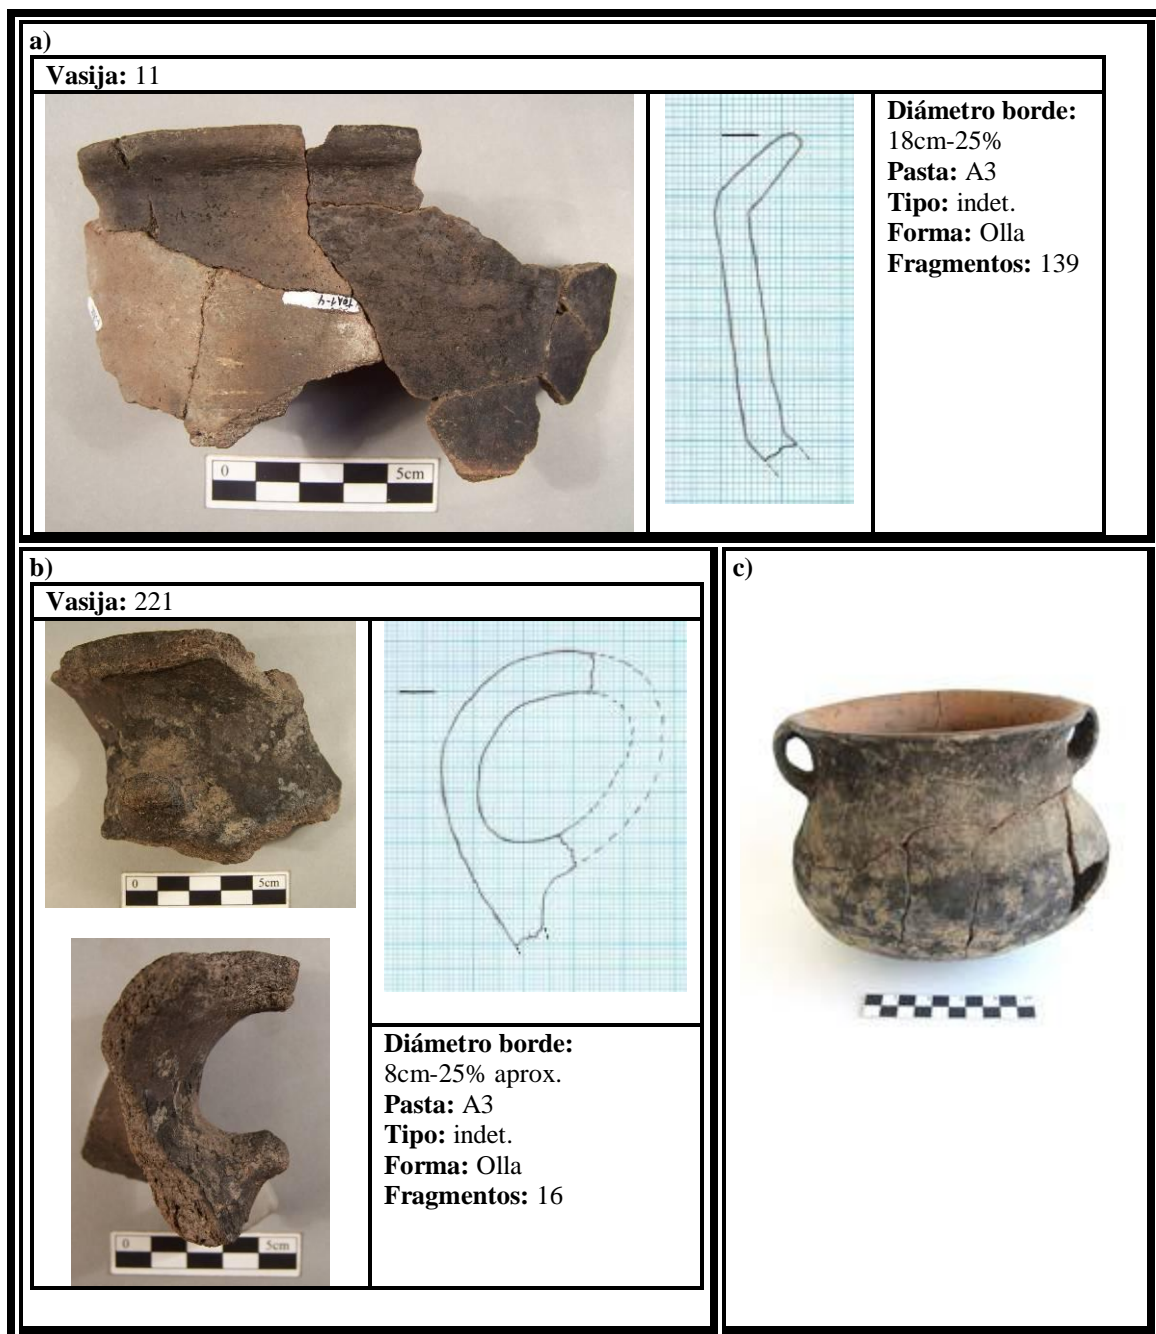 a)
Vasija: 11
Diámetro borde:
18cm-25%
Pasta: A3
Tipo: indet.
Forma: Olla
Fragmentos: 139
0 5cm
b)
Vasija: 221
0 5cm
0 5cm
Diámetro borde:
8cm-25% aprox.
Pasta: A3
Tipo: indet.
Forma: Olla
Fragmentos: 16
c)